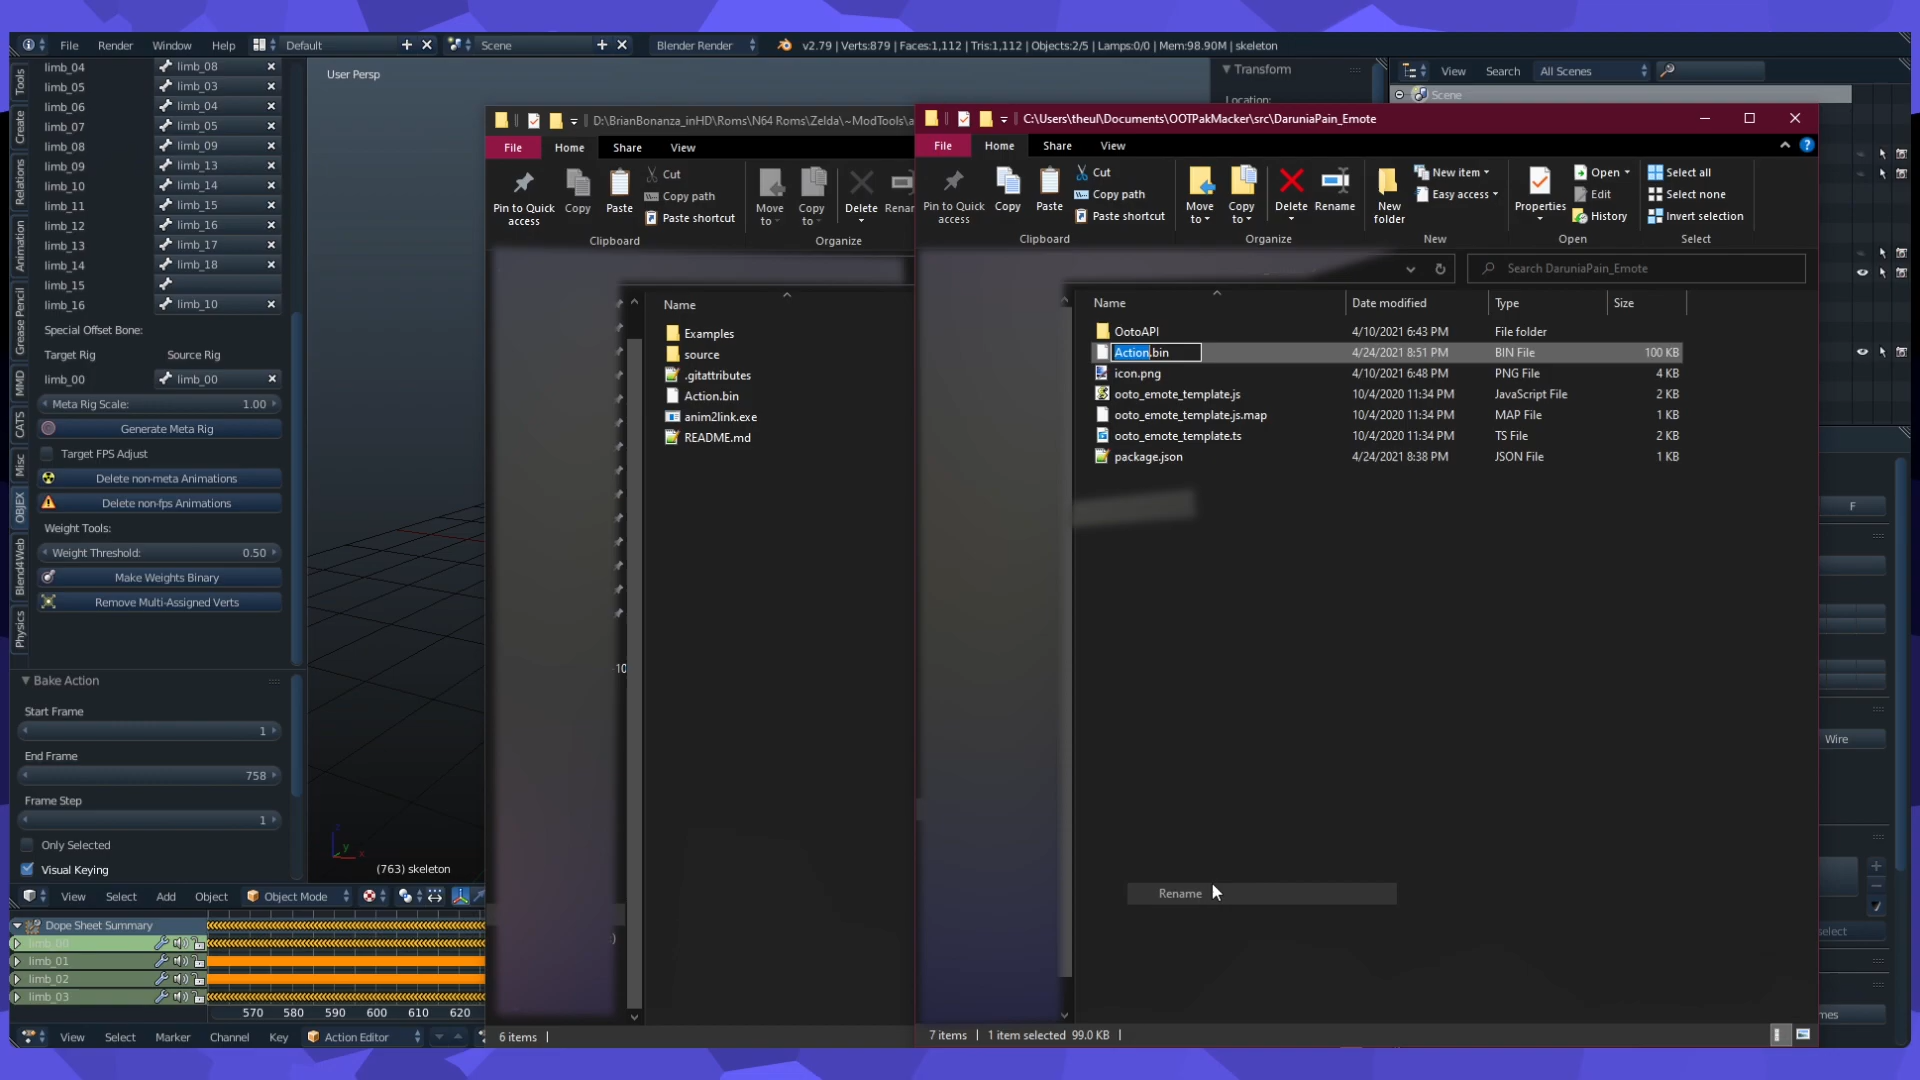 File Render Window Help Default Scene Blender Render v2.79 | Verts:879 | Faces:1,112 | Tris:1,112 | Objects:2/5 | Lamps:0/0 | Mem:98.90M | skeleton
Tools
Create
Relations
Animation
Grease Pencil
MMD
CATS
Misc
OBJEX
Blend4Web
Physics
limb_04 limb_08
limb_05 limb_03
limb_06 limb_04
limb_07 limb_05
limb_08 limb_09
limb_09 limb_13
limb_10 limb_14
limb_11 limb_15
limb_12 limb_16
limb_13 limb_17
limb_14 limb_18
limb_15
limb_16 limb_10
Special Offset Bone:
Target Rig Source Rig
limb_00 limb_00
Meta Rig Scale: 1.00
Generate Meta Rig
Target FPS Adjust
Delete non-meta Animations
Delete non-fps Animations
Weight Tools:
Weight Threshold: 0.50
Make Weights Binary
Remove Multi-Assigned Verts
Bake Action
Start Frame
1
End Frame
758
Frame Step
1
Only Selected
Visual Keying
User Persp
(763) skeleton
View Select Add Object Object Mode
Dope Sheet Summary
limb_00
limb_01
limb_02
limb_03
570 580 590 600 610 620
View Select Marker Channel Key Action Editor
Transform
Location:
View Search All Scenes
Scene
F
Wire
D:\BrianBonanza_inHD\Roms\N64 Roms\Zelda\~ModTools\a
File Home Share View
Pin to Quick access
Copy
Paste
Cut
Copy path
Paste shortcut
Move to
Copy to
Delete
Renar
Clipboard Organize
Name
Examples
source
.gitattributes
Action.bin
anim2link.exe
README.md
10
6 items
C:\Users\theul\Documents\OOTPakMacker\src\DaruniaPain_Emote
File Home Share View
Pin to Quick access
Copy
Paste
Cut
Copy path
Paste shortcut
Move to
Copy to
Delete
Rename
New folder
New item
Easy access
Properties
Open
Edit
History
Select all
Select none
Invert selection
Clipboard Organize New Open Select
Search DaruniaPain_Emote
Name Date modified Type Size
OotoAPI 4/10/2021 6:43 PM File folder
Action.bin 4/24/2021 8:51 PM BIN File 100 KB
icon.png 4/10/2021 6:48 PM PNG File 4 KB
ooto_emote_template.js 10/4/2020 11:34 PM JavaScript File 2 KB
ooto_emote_template.js.map 10/4/2020 11:34 PM MAP File 1 KB
ooto_emote_template.ts 10/4/2020 11:34 PM TS File 2 KB
package.json 4/24/2021 8:38 PM JSON File 1 KB
Rename
7 items 1 item selected 99.0 KB